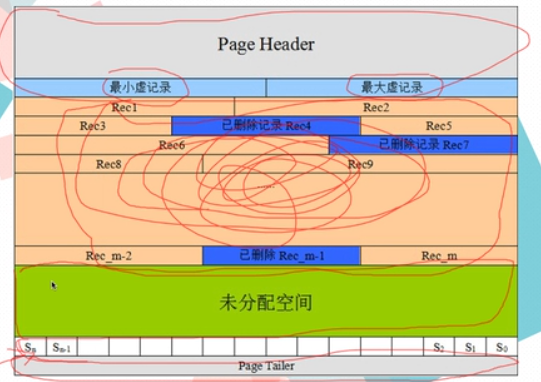 Page Header
最小虚记录 最大虚记录
Rec1 Rec2
Rec3 已删除记录 Rec4 Rec5
Rec6 已删除记录 Rec7
Rec8 Rec9
......
Rec_m-2 已删除 Rec_m-1 Rec_m
未分配空间
Sn Sn-1 S2 S1 S0
Page Tailer